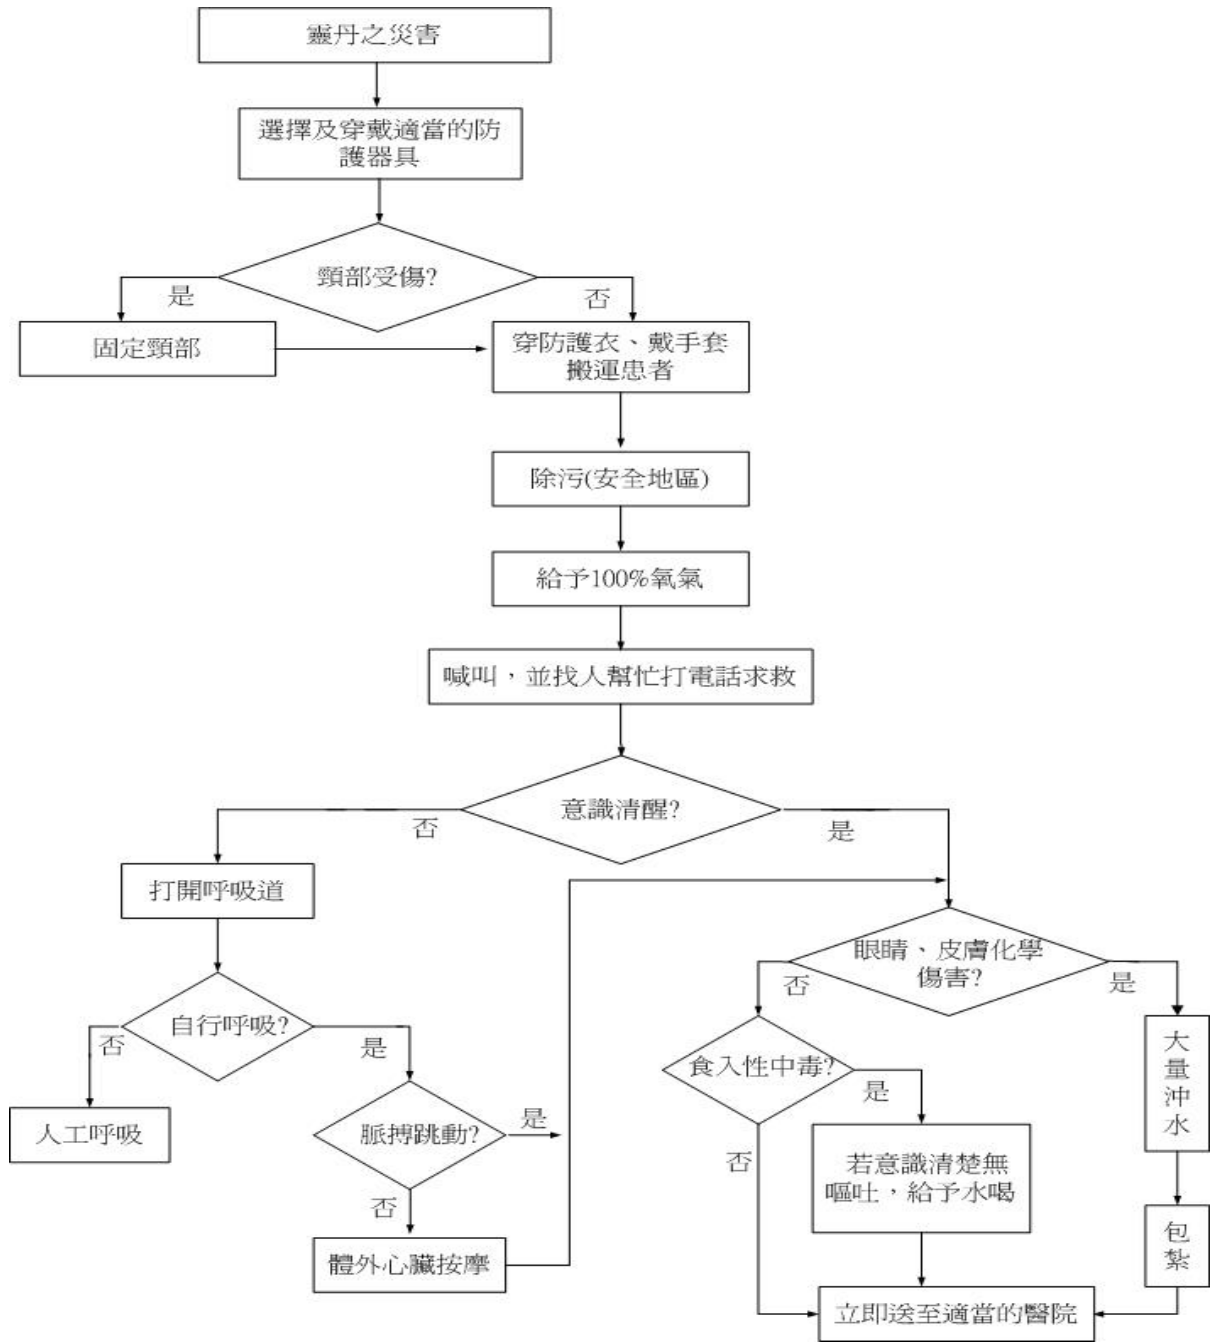 靈丹之災害
選擇及穿戴適當的防
護器具
頸部受傷?
是
否
固定頸部
穿防護衣、戴手套
搬運患者
除污(安全地區)
給予100%氧氣
喊叫，並找人幫忙打電話求救
意識清醒?
否
是
打開呼吸道
眼睛、皮膚化學
傷害?
否
是
自行呼吸?
否
是
食入性中毒?
是
否
大
量
沖
水
人工呼吸
脈搏跳動?
是
否
若意識清楚無
嘔吐，給予水喝
包
紮
體外心臟按摩
立即送至適當的醫院